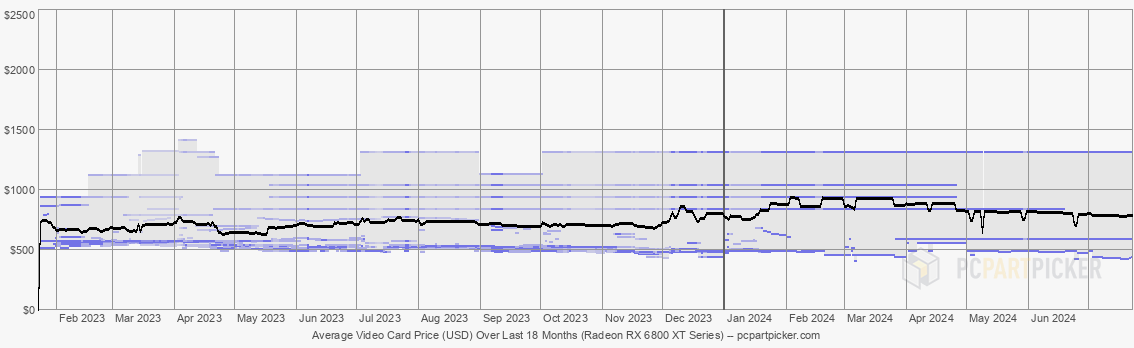 $2500
$2000
$1500
$1000
$500
$0
Feb 2023 Mar 2023 Apr 2023 May 2023 Jun 2023 Jul 2023 Aug 2023 Sep 2023 Oct 2023 Nov 2023 Dec 2023 Jan 2024 Feb 2024 Mar 2024 Apr 2024 May 2024 Jun 2024
PCPARTPICKER
Average Video Card Price (USD) Over Last 18 Months (Radeon RX 6800 XT Series) -- pcpartpicker.com